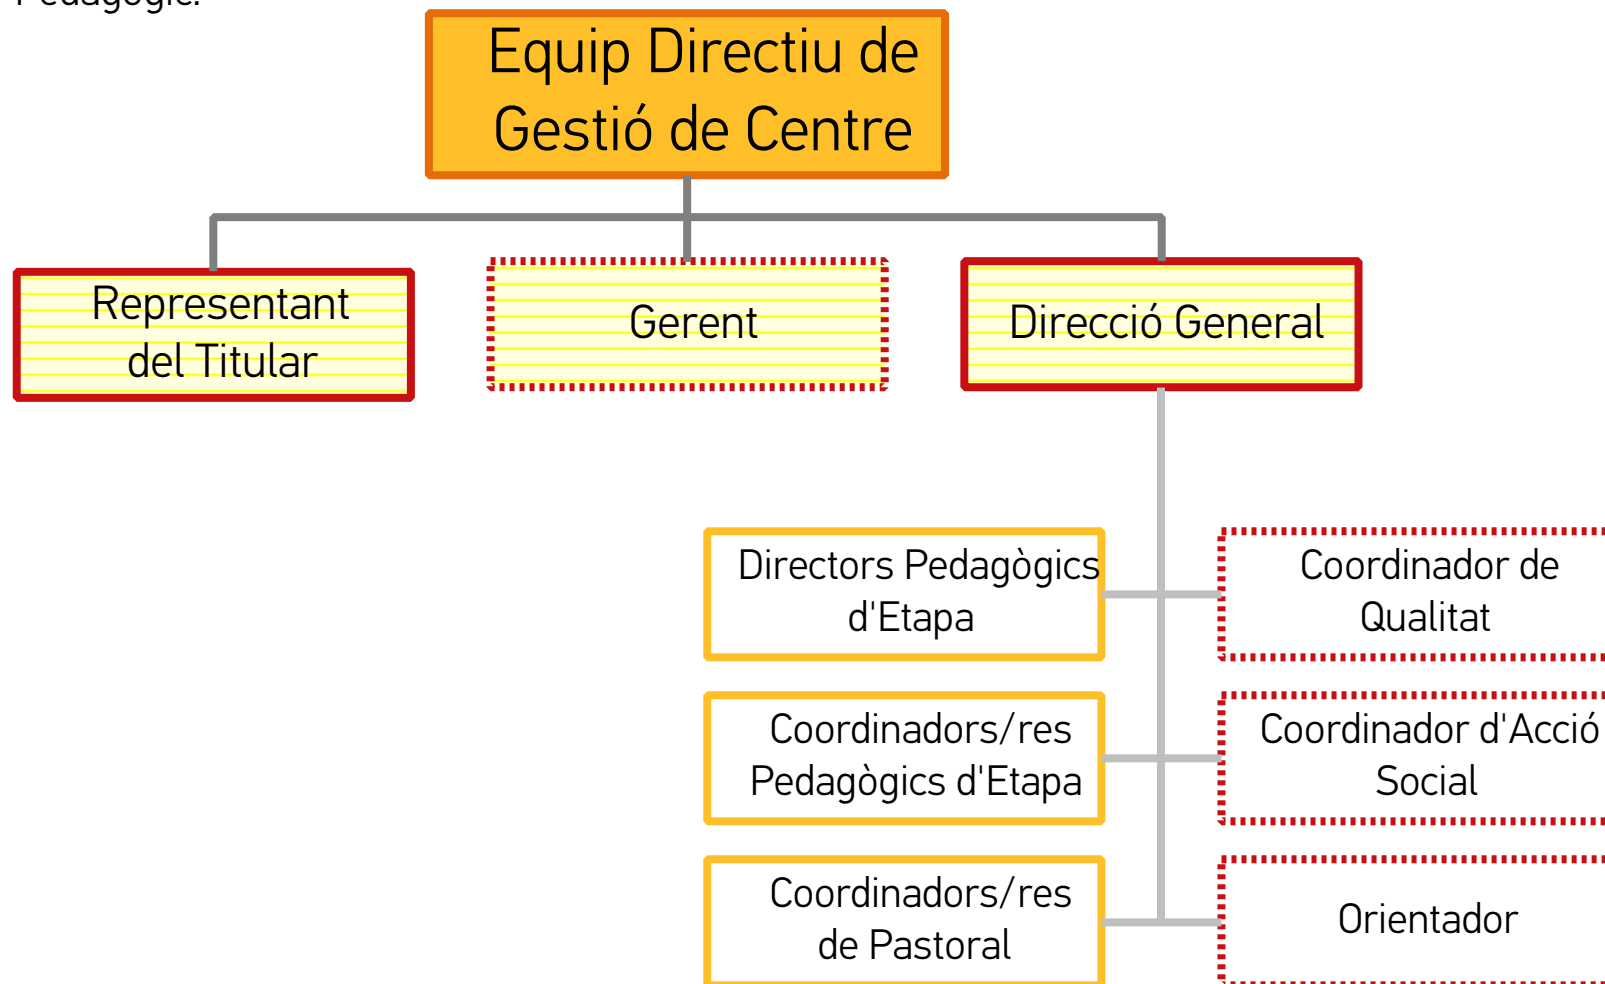 Pedagògic.
Equip Directiu de
Gestió de Centre
Representant
del Titular
Gerent
Direcció General
Directors Pedagògics
d'Etapa
Coordinador de
Qualitat
Coordinadors/res
Pedagògics d'Etapa
Coordinador d'Acció
Social
Coordinadors/res
de Pastoral
Orientador